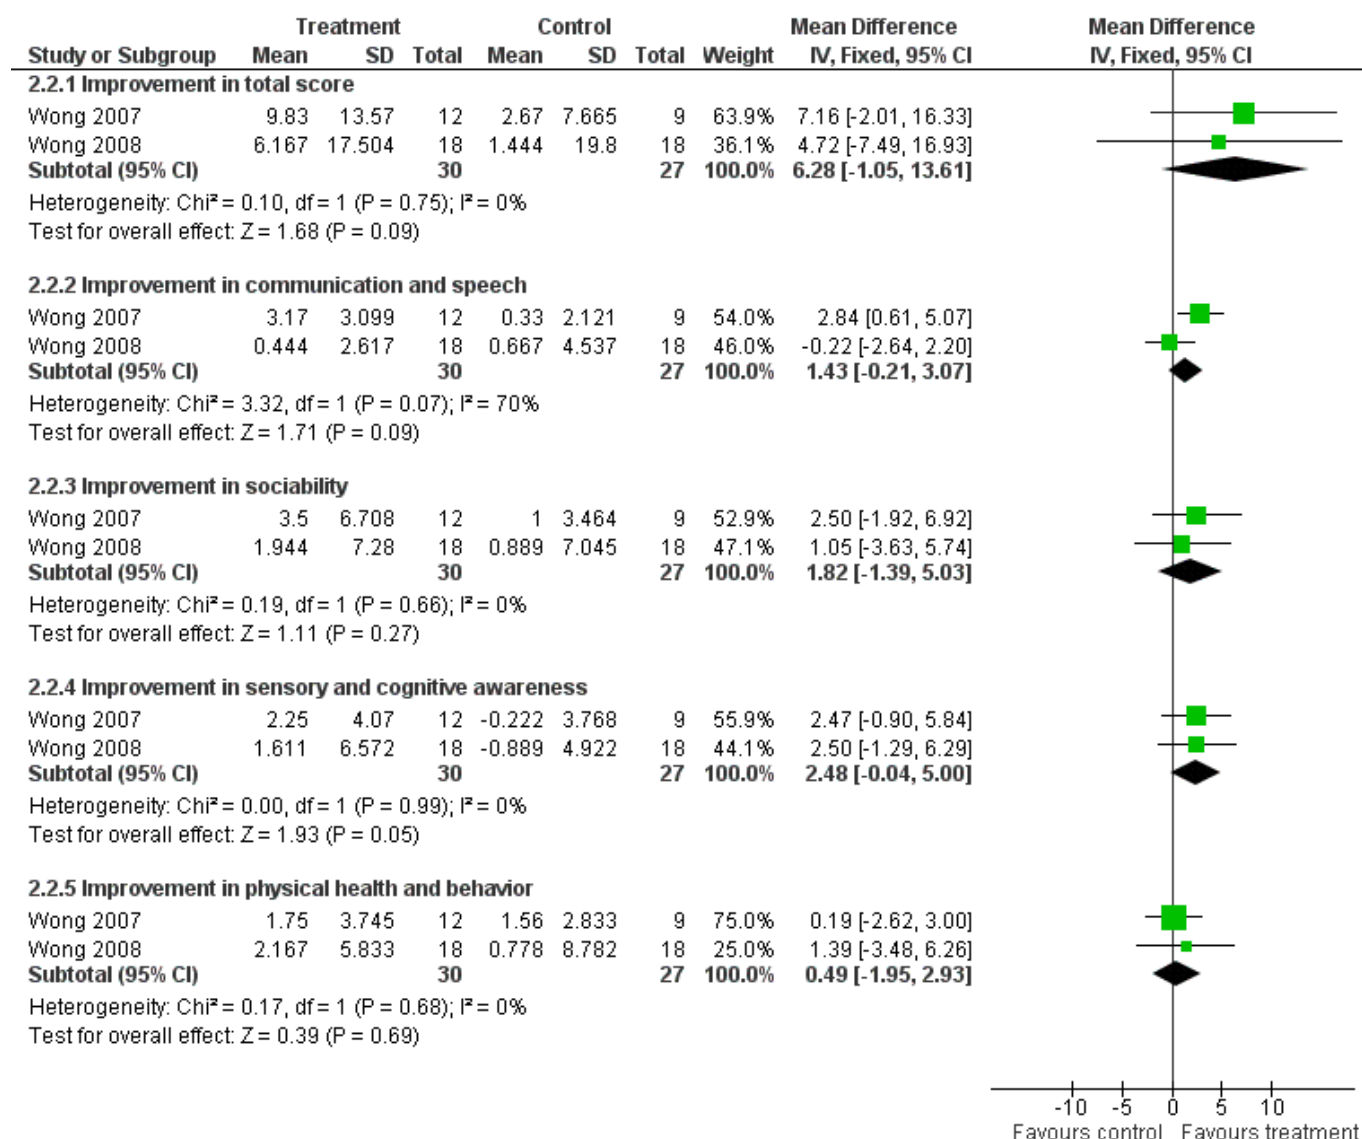 Treatment Control Mean Difference Mean Difference
Study or Subgroup Mean SD Total Mean SD Total Weight IV, Fixed, 95% CI IV, Fixed, 95% CI
2.2.1 Improvement in total score
Wong 2007 9.83 13.57 12 2.67 7.665 9 63.9% 7.16 [-2.01, 16.33]
Wong 2008 6.167 17.504 18 1.444 19.8 18 36.1% 4.72 [-7.49, 16.93]
Subtotal (95% CI) 30 27 100.0% 6.28 [-1.05, 13.61]
Heterogeneity: Chi² = 0.10, df = 1 (P = 0.75); I² = 0%
Test for overall effect: Z = 1.68 (P = 0.09)
2.2.2 Improvement in communication and speech
Wong 2007 3.17 3.099 12 0.33 2.121 9 54.0% 2.84 [0.61, 5.07]
Wong 2008 0.444 2.617 18 0.667 4.537 18 46.0% -0.22 [-2.64, 2.20]
Subtotal (95% CI) 30 27 100.0% 1.43 [-0.21, 3.07]
Heterogeneity: Chi² = 3.32, df = 1 (P = 0.07); I² = 70%
Test for overall effect: Z = 1.71 (P = 0.09)
2.2.3 Improvement in sociability
Wong 2007 3.5 6.708 12 1 3.464 9 52.9% 2.50 [-1.92, 6.92]
Wong 2008 1.944 7.28 18 0.889 7.045 18 47.1% 1.05 [-3.63, 5.74]
Subtotal (95% CI) 30 27 100.0% 1.82 [-1.39, 5.03]
Heterogeneity: Chi² = 0.19, df = 1 (P = 0.66); I² = 0%
Test for overall effect: Z = 1.11 (P = 0.27)
2.2.4 Improvement in sensory and cognitive awareness
Wong 2007 2.25 4.07 12 -0.222 3.768 9 55.9% 2.47 [-0.90, 5.84]
Wong 2008 1.611 6.572 18 -0.889 4.922 18 44.1% 2.50 [-1.29, 6.29]
Subtotal (95% CI) 30 27 100.0% 2.48 [-0.04, 5.00]
Heterogeneity: Chi² = 0.00, df = 1 (P = 0.99); I² = 0%
Test for overall effect: Z = 1.93 (P = 0.05)
2.2.5 Improvement in physical health and behavior
Wong 2007 1.75 3.745 12 1.56 2.833 9 75.0% 0.19 [-2.62, 3.00]
Wong 2008 2.167 5.833 18 0.778 8.782 18 25.0% 1.39 [-3.48, 6.26]
Subtotal (95% CI) 30 27 100.0% 0.49 [-1.95, 2.93]
Heterogeneity: Chi² = 0.17, df = 1 (P = 0.68); I² = 0%
Test for overall effect: Z = 0.39 (P = 0.69)
-10 -5 0 5 10
Favours control Favours treatment